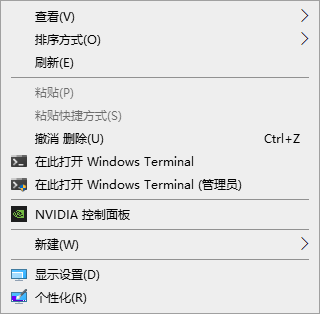 查看(V)
排序方式(O)
刷新(E)
粘贴(P)
粘贴快捷方式(S)
撤消 删除(U) Ctrl+Z
在此打开 Windows Terminal
在此打开 Windows Terminal (管理员)
NVIDIA 控制面板
新建(W)
显示设置(D)
个性化(R)